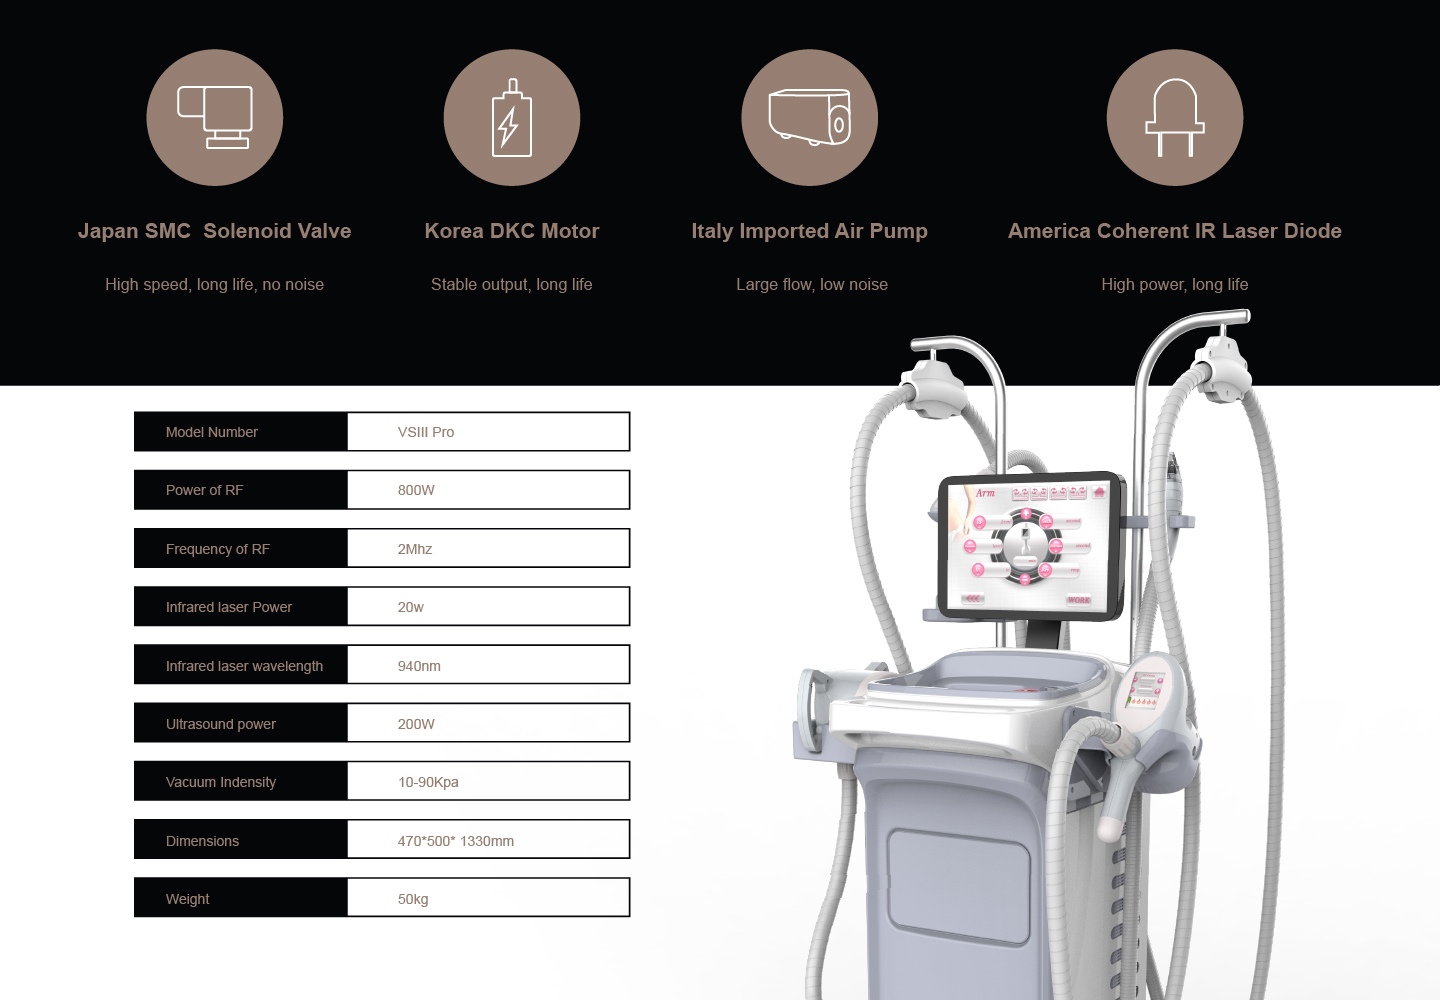 Japan SMC  Solenoid Valve
Korea DKC Motor
Italy Imported Air Pump
America Coherent IR Laser Diode
High speed, long life, no noise
Stable output, long life
Large flow, low noise
High power, long life
Model Number
VSIII Pro
Power of RF
800W
Frequency of RF
2Mhz
Infrared laser Power
20w
Infrared laser wavelength
940nm
Ultrasound power
200W
Vacuum Indensity
10-90Kpa
Dimensions
470*500* 1330mm
Weight
50kg
Arm
WORK